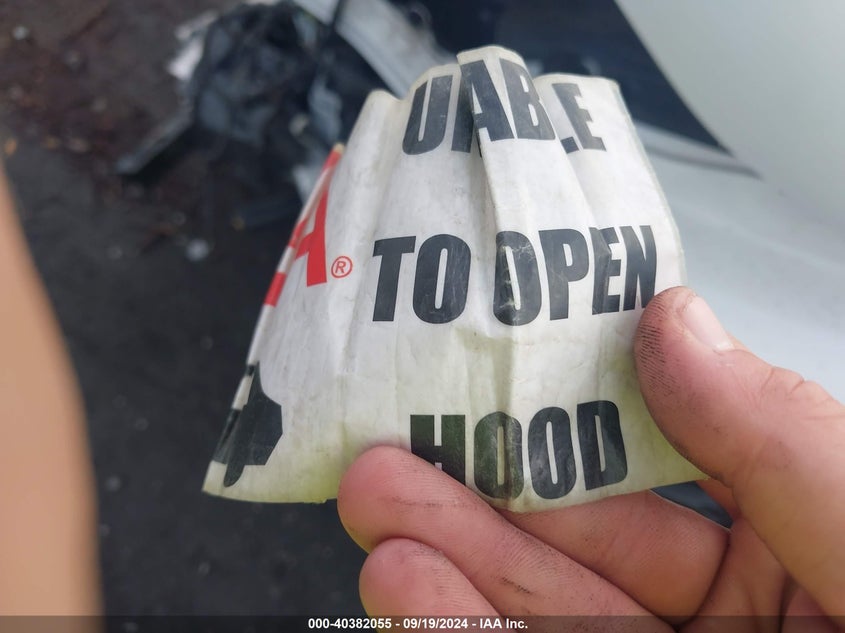 UABLE
TO OPEN
HOOD
A®
000-40382055 - 09/19/2024 - IAA Inc.